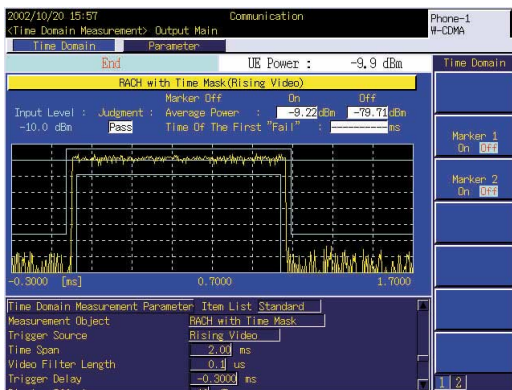 2002/10/20 15:57 Communication Phone-1
<Time Domain Measurement> Output Main W-CDMA
Time Domain Parameter
End UE Power : -9.9 dBm Time Domain
RACH with Time Mask(Rising Video)
Marker Off On Off
Input Level : Judgment : Average Power : -9.22 dBm -79.71 dBm
-10.0 dBm Pass Time Of The First "Fail" : ---------- ns
Marker 1
On Off
Marker 2
On Off
-0.3000 [ms] 0.7000 1.7000
Time Domain Measurement Parameter Item List Standard
Measurement Object RACH with Time Mask
Trigger Source Rising Video
Time Span 2.00 ms
Video Filter Length 0.1 us
Trigger Delay -0.3000 ms
1 2